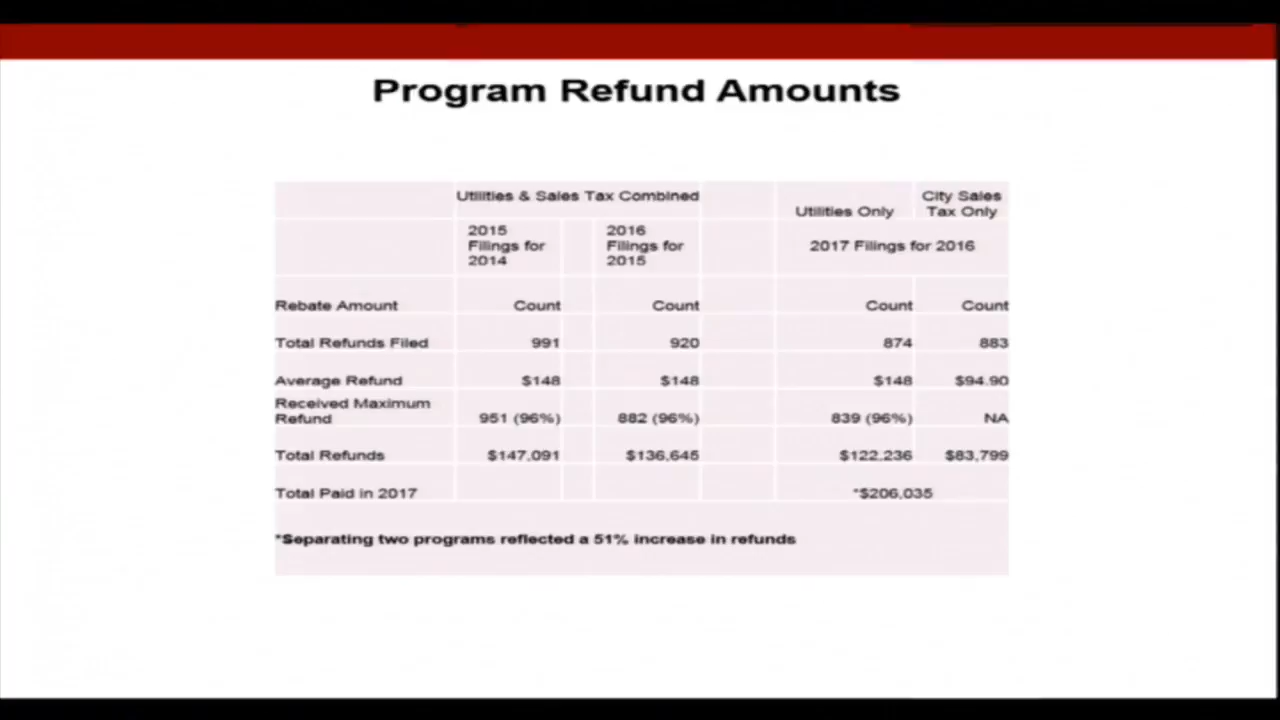 Program Refund Amounts
Utilities & Sales Tax Combined
Utilities Only
City Sales
Tax Only
2015
Filings for
2014
2016
Filings for
2015
2017 Filings for 2016
Rebate Amount Count Count Count Count
Total Refunds Filed 991 920 874 883
Average Refund $148 $148 $148 $94.90
Received Maximum
Refund 951 (96%) 882 (96%) 839 (96%) NA
Total Refunds $147,091 $136,645 $122,236 $83,799
Total Paid in 2017 *$206,035
*Separating two programs reflected a 51% increase in refunds